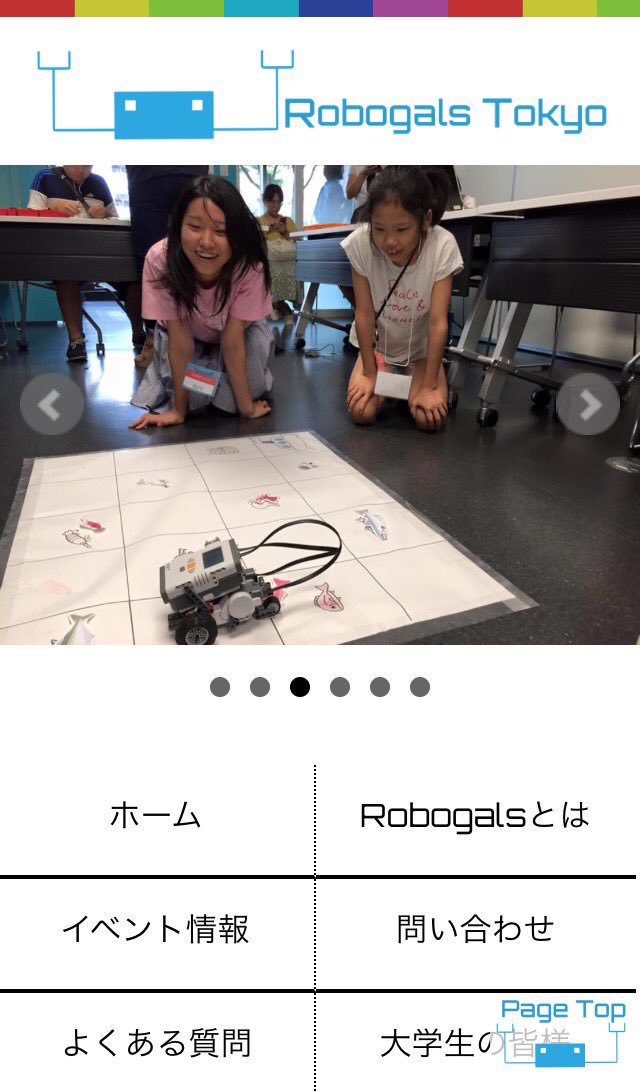 Robogals Tokyo
Peace
Love &
ホーム
Robogalsとは
イベント情報
問い合わせ
Page Top
よくある質問
大学生の皆様